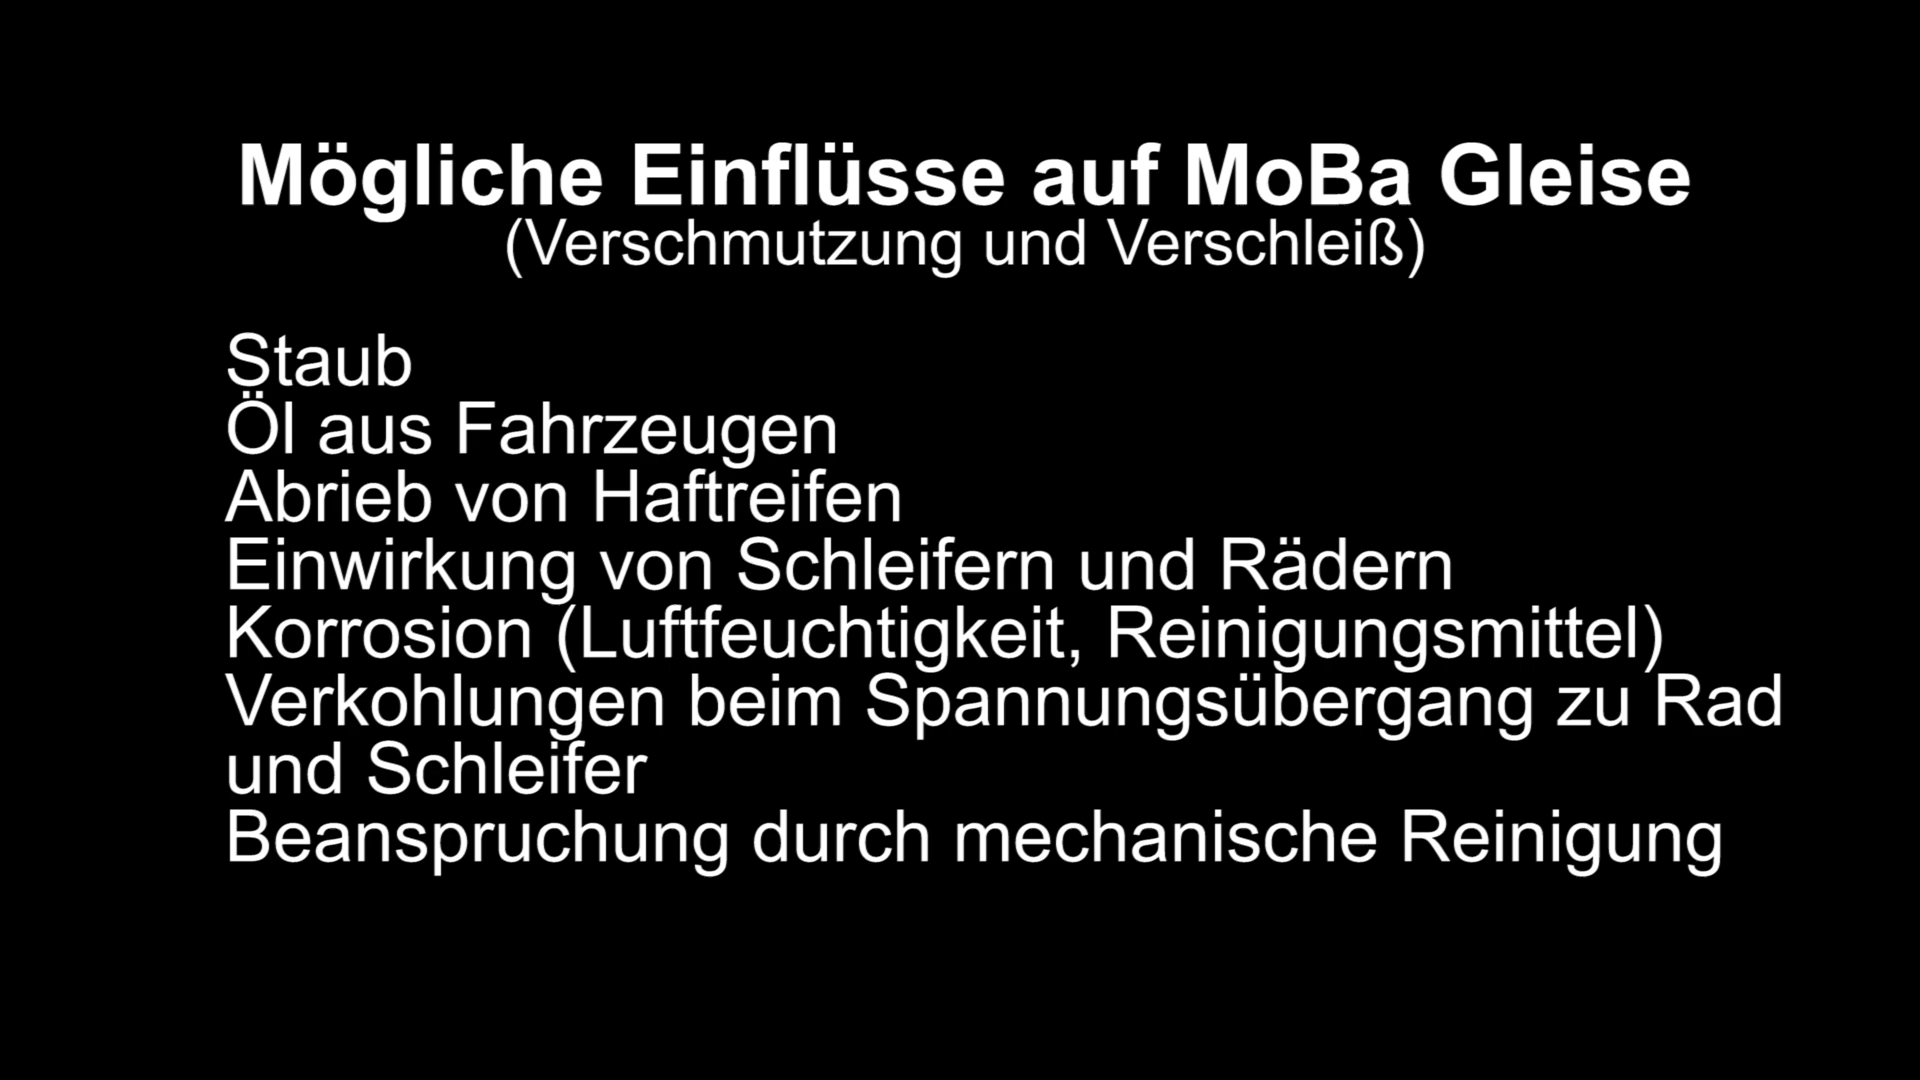 Mögliche Einflüsse auf MoBa Gleise
(Verschmutzung und Verschleiß)
Staub
Öl aus Fahrzeugen
Abrieb von Haftreifen
Einwirkung von Schleifern und Rädern
Korrosion (Luftfeuchtigkeit, Reinigungsmittel)
Verkohlungen beim Spannungsübergang zu Rad
und Schleifer
Beanspruchung durch mechanische Reinigung